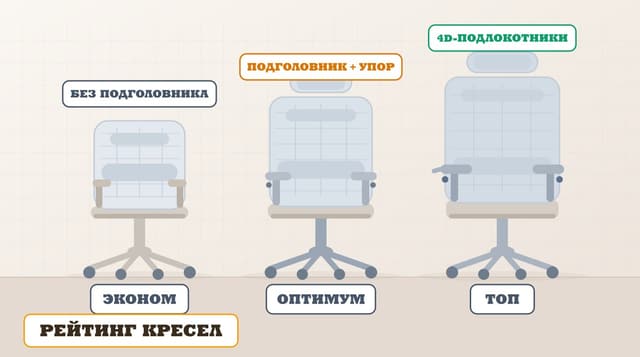 4D-ПОДЛОКОТНИКИ
ПОДГОЛОВНИК + УПОР
БЕЗ ПОДГОЛОВНИКА
ЭКОНОМ
ОПТИМУМ
ТОП
РЕЙТИНГ КРЕСЕЛ